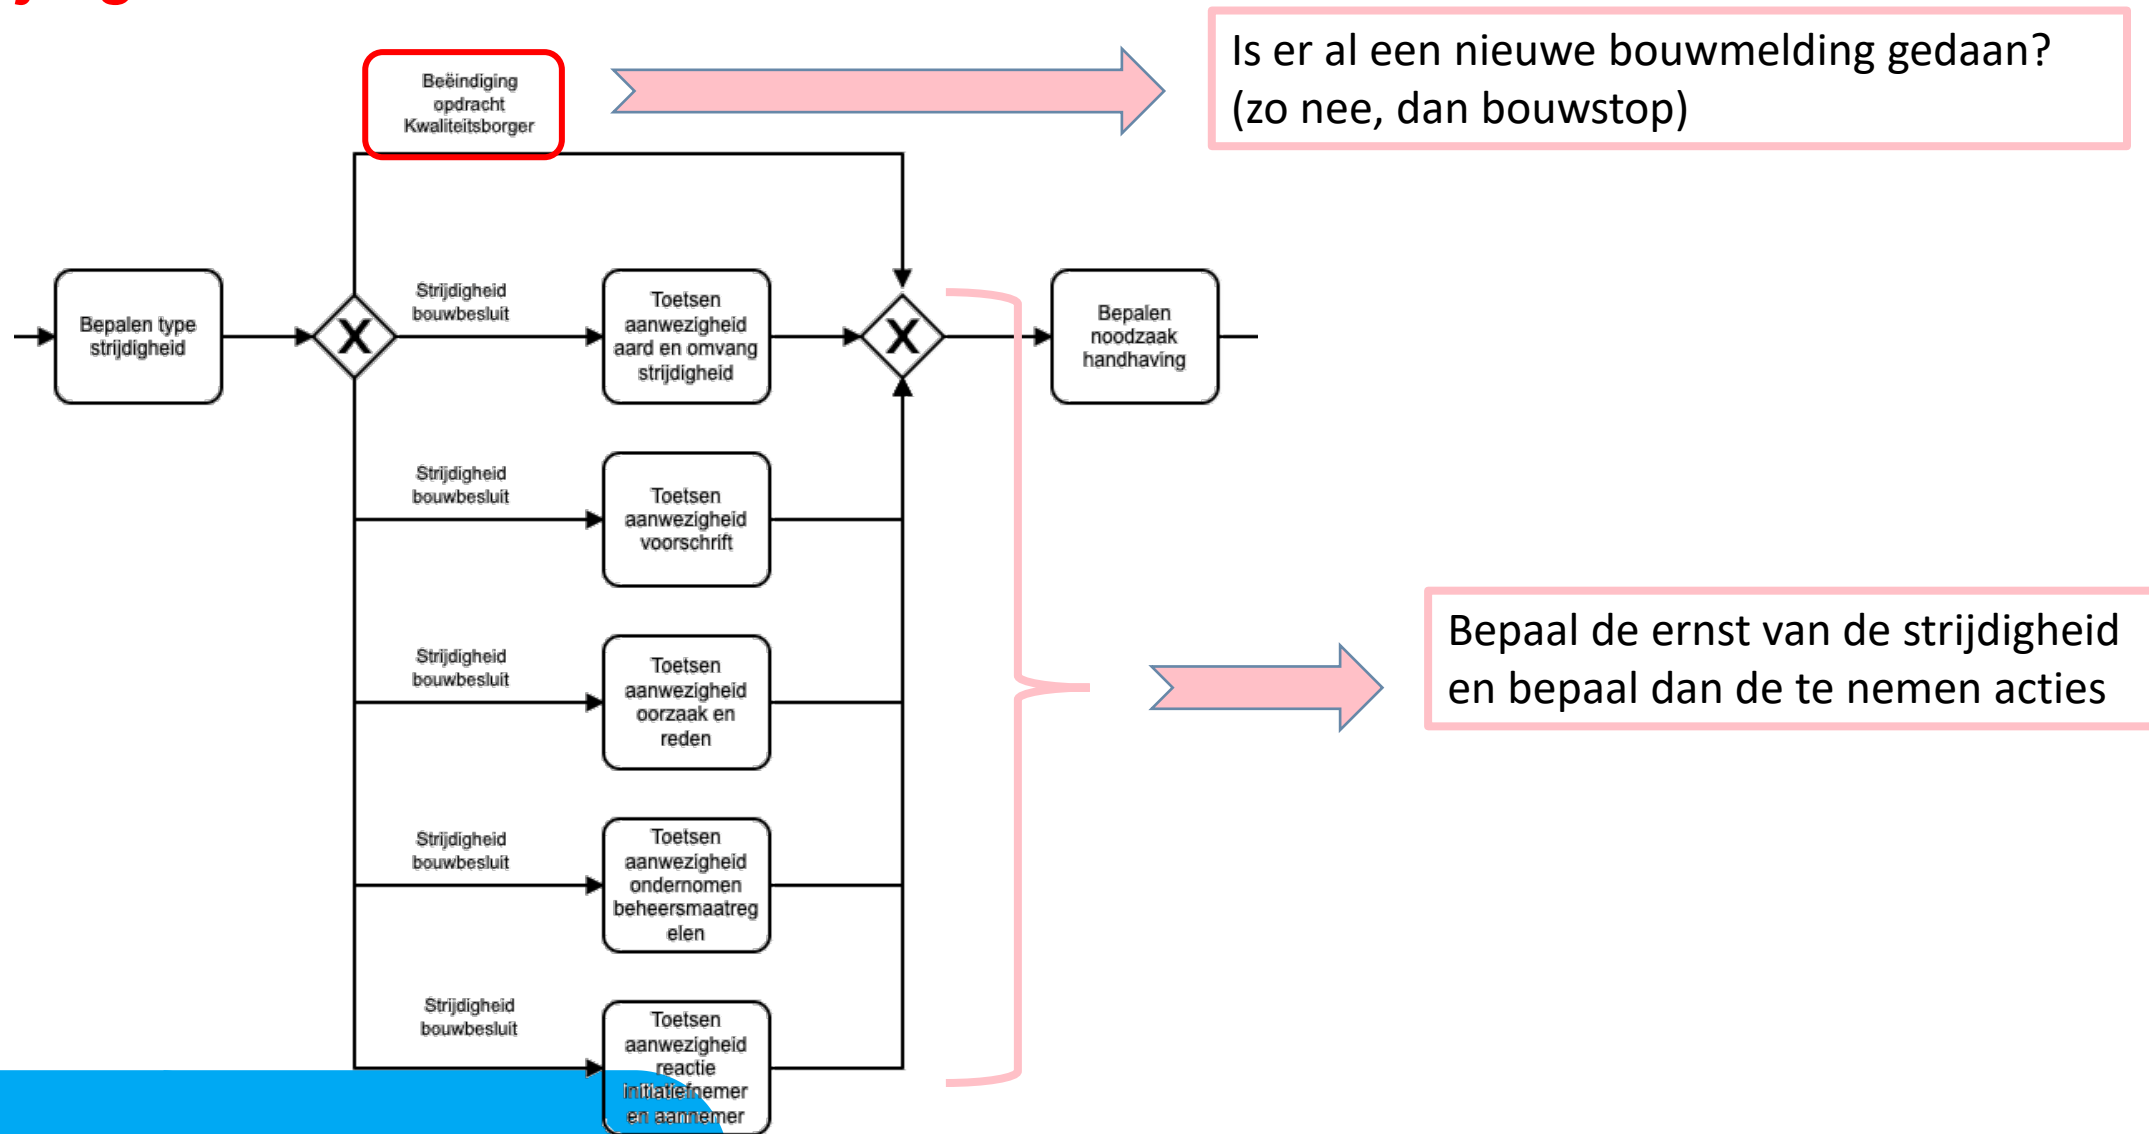 Is er al een nieuwe bouwmelding gedaan?
(zo nee, dan bouwstop)
Beëindiging
opdracht
Kwaliteitsborger
Bepalen type
strijdigheid
X
Strijdigheid
bouwbesluit
Toetsen
aanwezigheid
aard en omvang
strijdigheid
X
Bepalen
noodzaak
handhaving
Strijdigheid
bouwbesluit
Toetsen
aanwezigheid
voorschrift
Strijdigheid
bouwbesluit
Toetsen
aanwezigheid
oorzaak en
reden
Bepaal de ernst van de strijdigheid
en bepaal dan de te nemen acties
Strijdigheid
bouwbesluit
Toetsen
aanwezigheid
ondernomen
beheersmaatreg
elen
Strijdigheid
bouwbesluit
Toetsen
aanwezigheid
reactie
initiatiefnemer
en aannemer